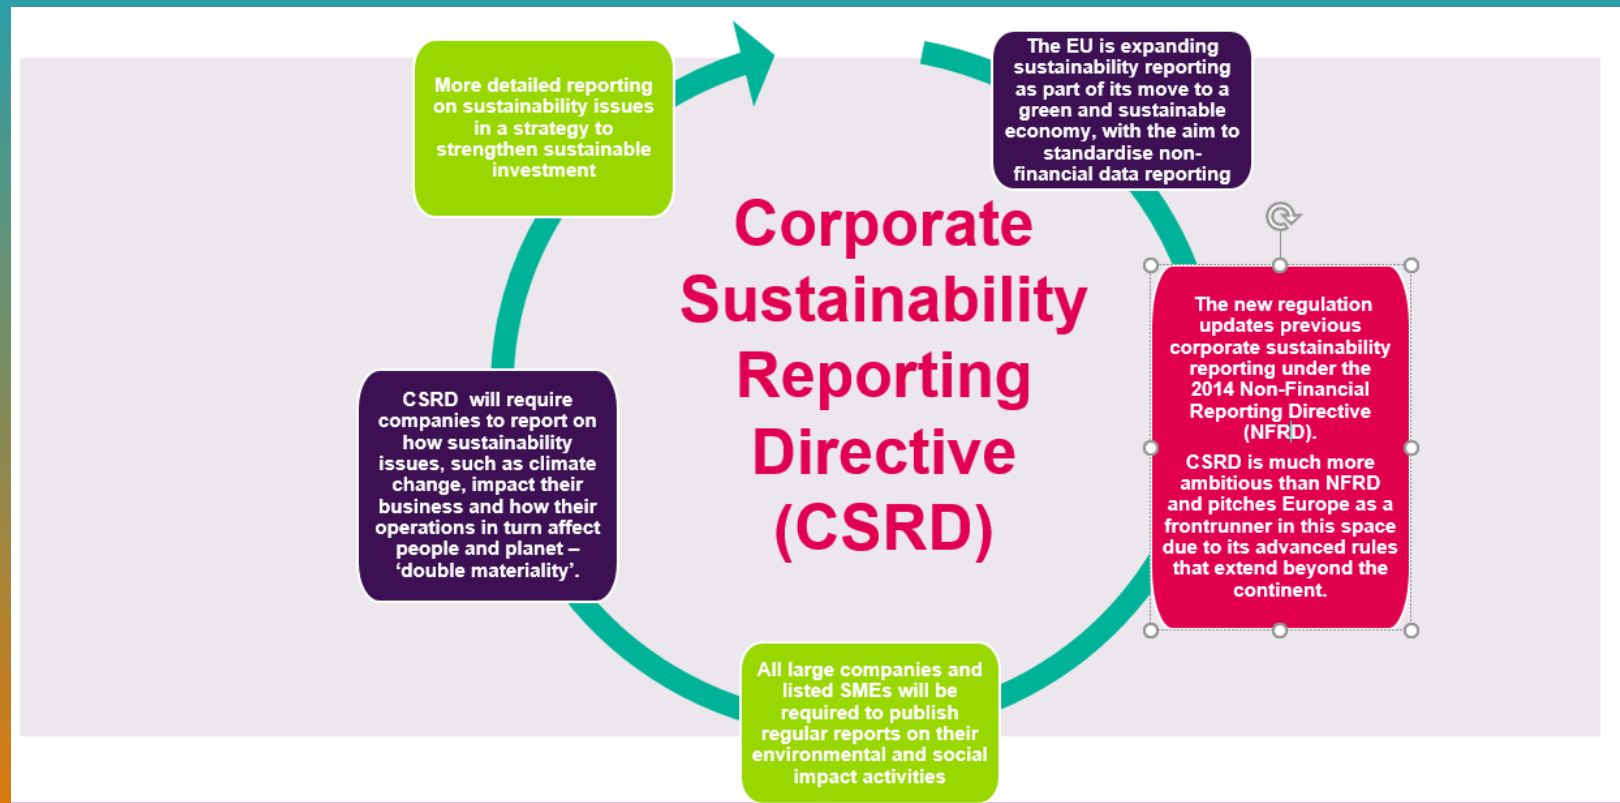 The EU is expanding
sustainability reporting
as part of its move to a
green and sustainable
economy, with the aim to
standardise non-
financial data reporting
The new regulation
updates previous
corporate sustainability
reporting under the
2014 Non-Financial
Reporting Directive
(NFRD).
CSRD is much more
ambitious than NFRD
and pitches Europe as a
frontrunner in this space
due to its advanced rules
that extend beyond the
continent.
All large companies and
listed SMEs will be
required to publish
regular reports on their
environmental and social
impact activities
CSRD will require
companies to report on
how sustainability
issues, such as climate
change, impact their
business and how their
operations in turn affect
people and planet –
‘double materiality’.
More detailed reporting
on sustainability issues
in a strategy to
strengthen sustainable
investment
Corporate
Sustainability
Reporting
Directive
(CSRD)